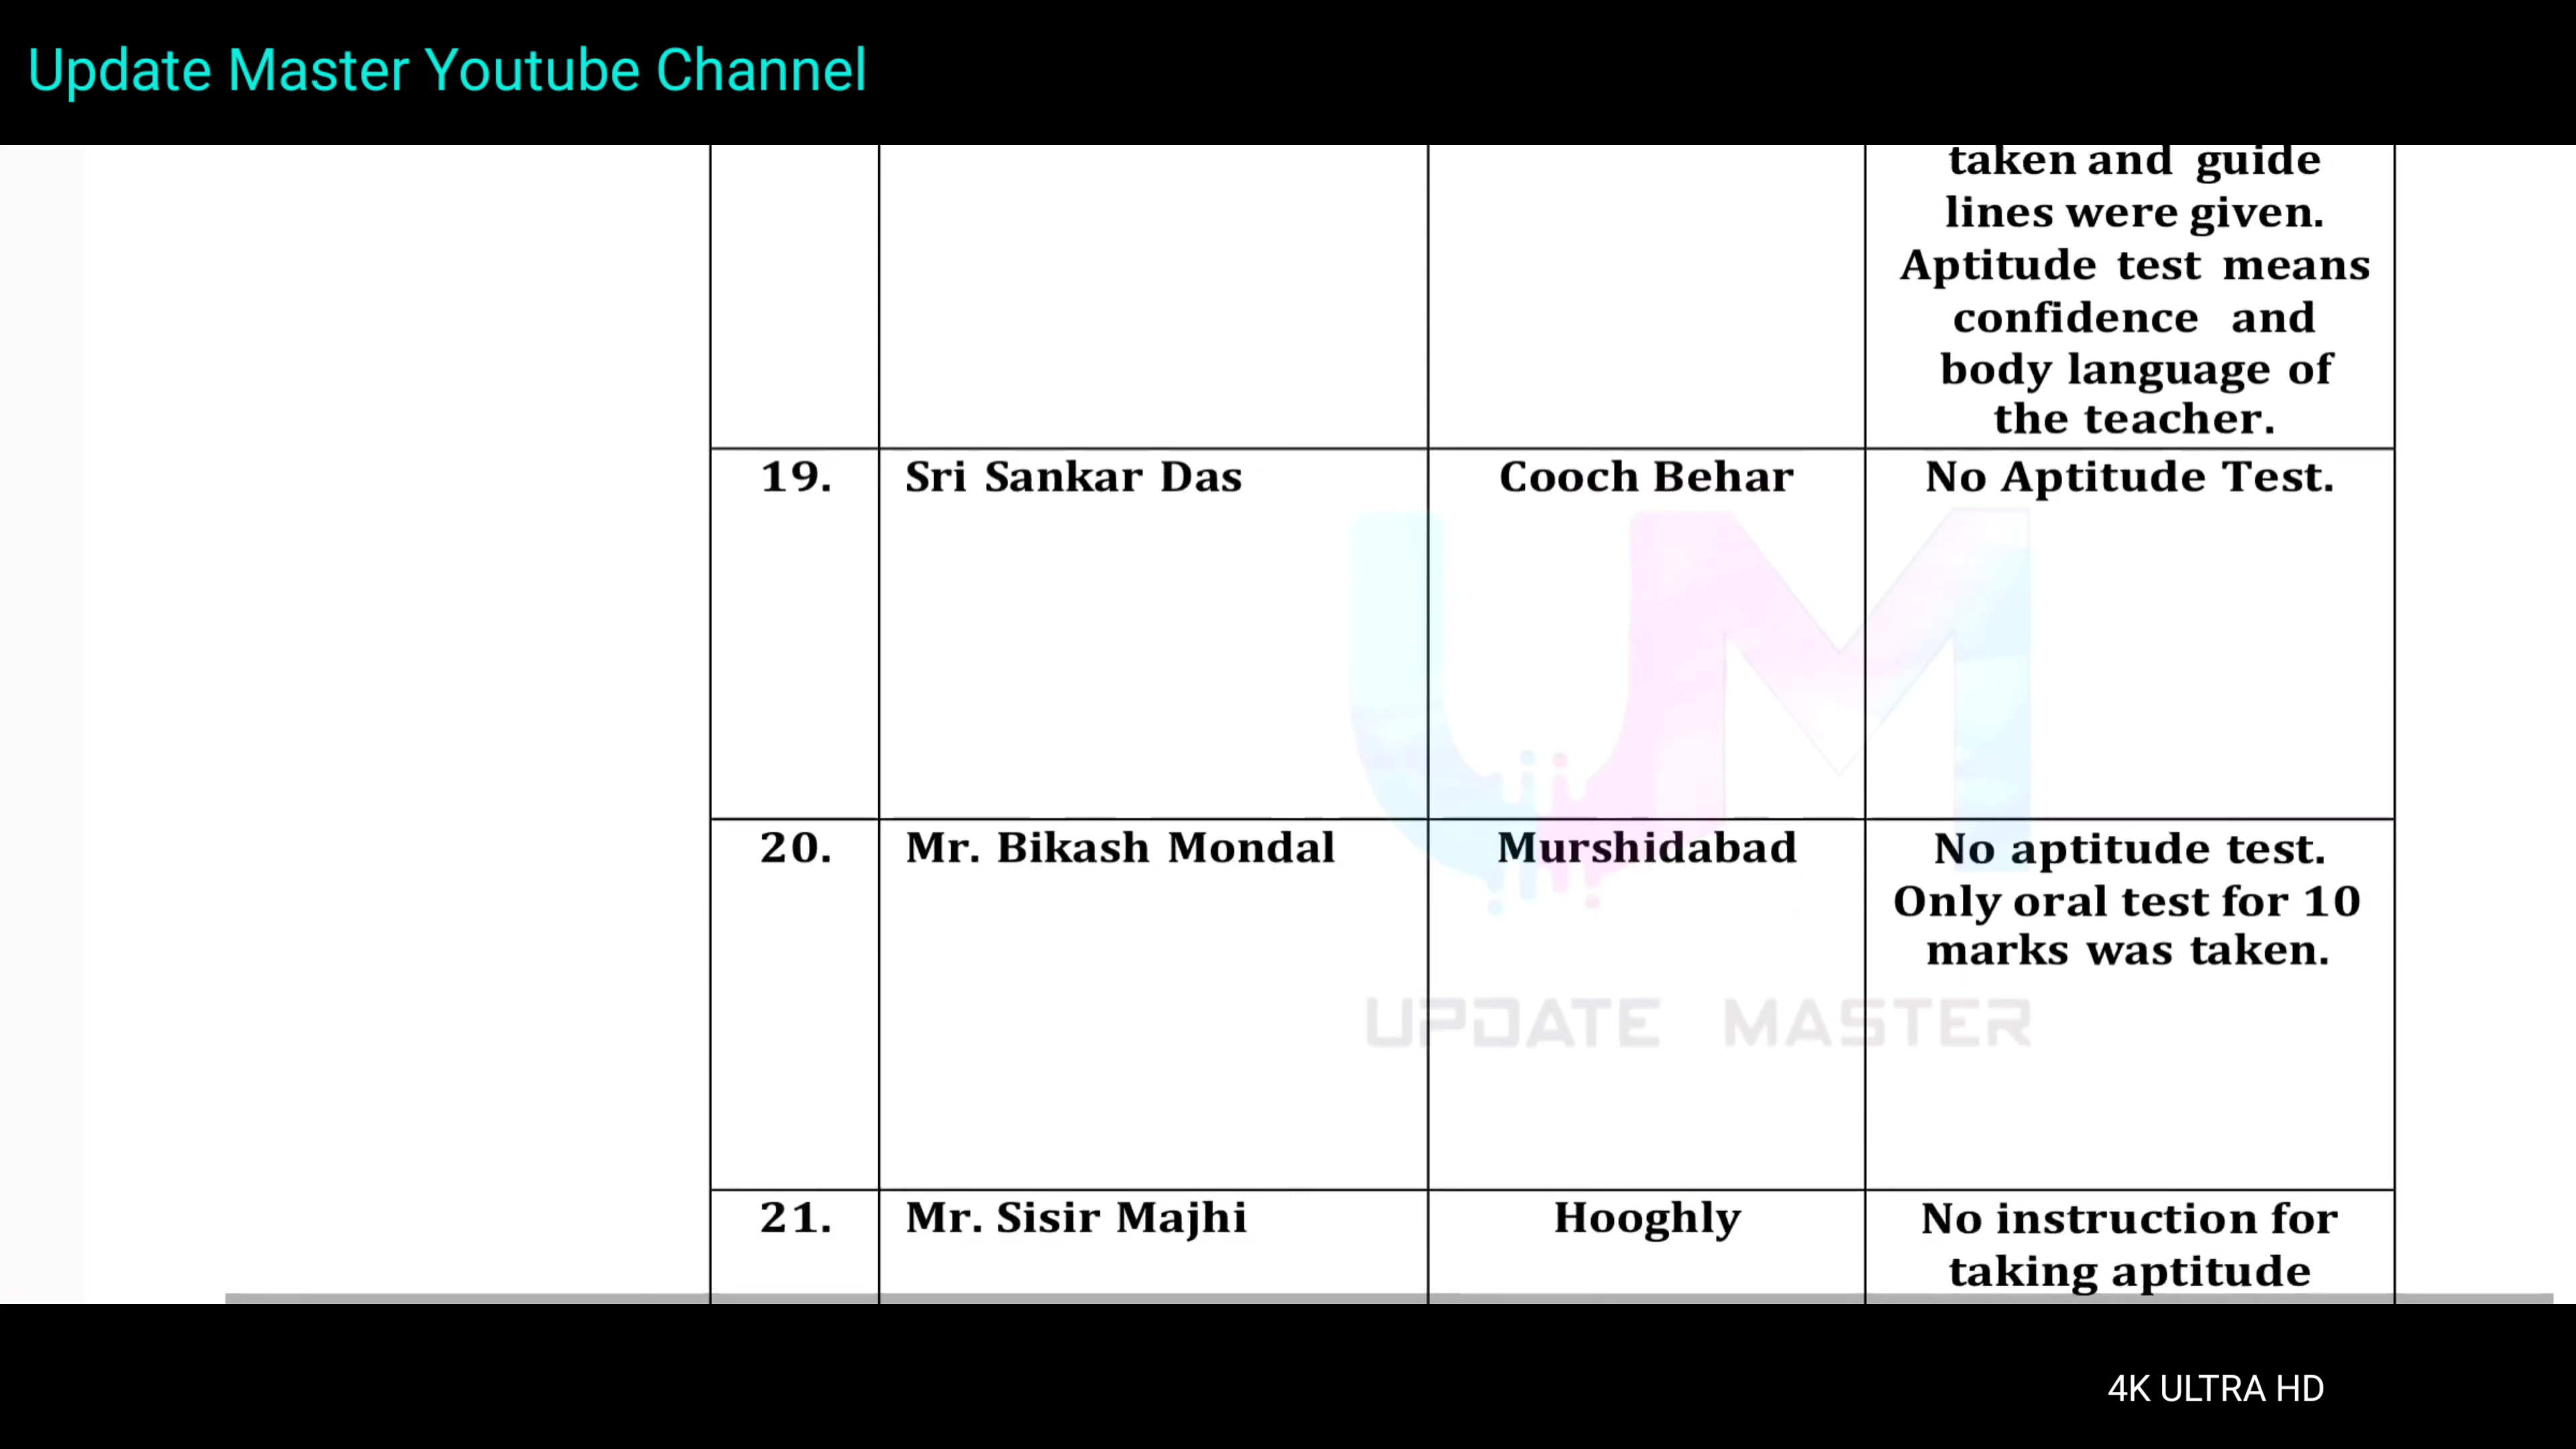 Update Master Youtube Channel
taken and guide
lines were given.
Aptitude test means
confidence and
body language of
the teacher.
19. Sri Sankar Das Cooch Behar No Aptitude Test.
20. Mr. Bikash Mondal Murshidabad No aptitude test.
Only oral test for 10
marks was taken.
UM
UPDATE MASTER
21. Mr. Sisir Majhi Hooghly No instruction for
taking aptitude
4K ULTRA HD